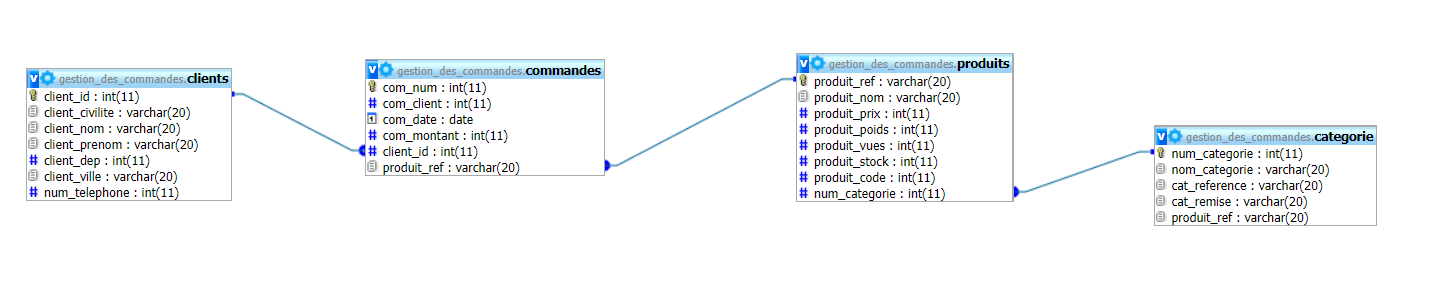 gestion_des_commandes.clients
client_id : int(11)
client_civilite : varchar(20)
client_nom : varchar(20)
client_prenom : varchar(20)
client_dep : int(11)
client_ville : varchar(20)
num_telephone : int(11)
gestion_des_commandes.commandes
com_num : int(11)
com_client : int(11)
com_date : date
com_montant : int(11)
client_id : int(11)
produit_ref : varchar(20)
gestion_des_commandes.produits
produit_ref : varchar(20)
produit_nom : varchar(20)
produit_prix : int(11)
produit_poids : int(11)
produit_vues : int(11)
produit_stock : int(11)
produit_code : int(11)
num_categorie : int(11)
gestion_des_commandes.categorie
num_categorie : int(11)
nom_categorie : varchar(20)
cat_reference : varchar(20)
cat_remise : varchar(20)
produit_ref : varchar(20)